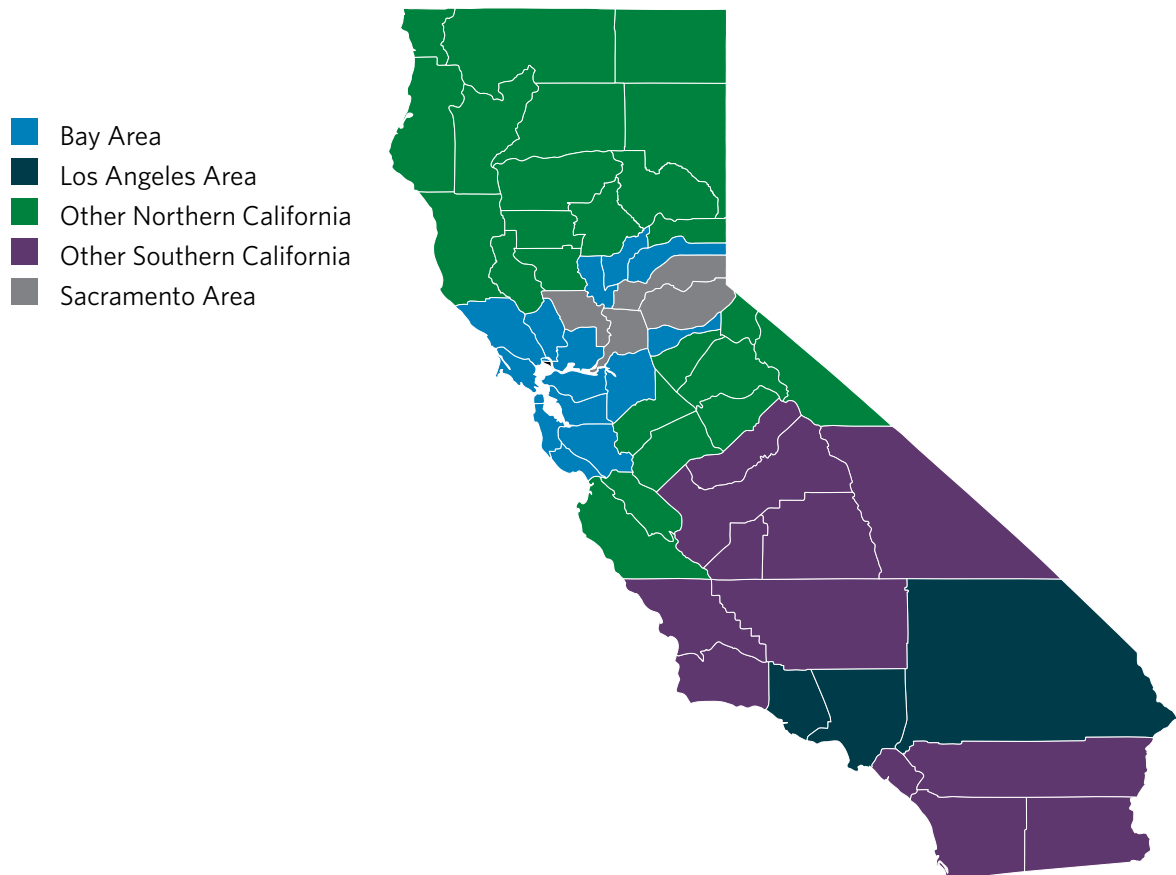 Bay Area
Los Angeles Area
Other Northern California
Other Southern California
Sacramento Area